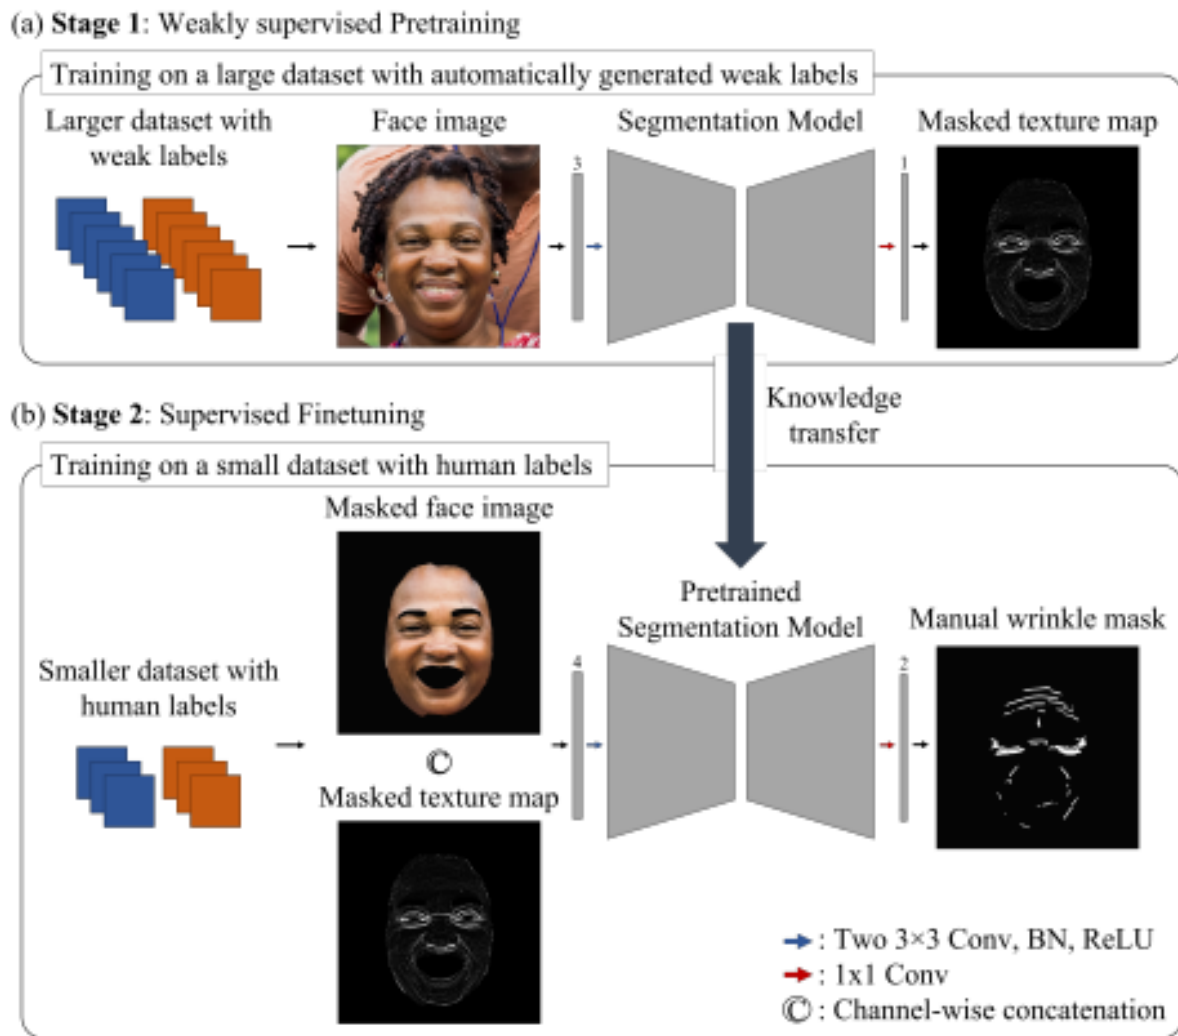 (a) Stage 1: Weakly supervised Pretraining
Training on a large dataset with automatically generated weak labels
Larger dataset with
weak labels
Face image
Segmentation Model
Masked texture map
3
1
Knowledge
transfer
(b) Stage 2: Supervised Finetuning
Training on a small dataset with human labels
Smaller dataset with
human labels
Masked face image
©
Masked texture map
Pretrained
Segmentation Model
Manual wrinkle mask
4
2
: Two 3×3 Conv, BN, ReLU
: 1x1 Conv
© : Channel-wise concatenation